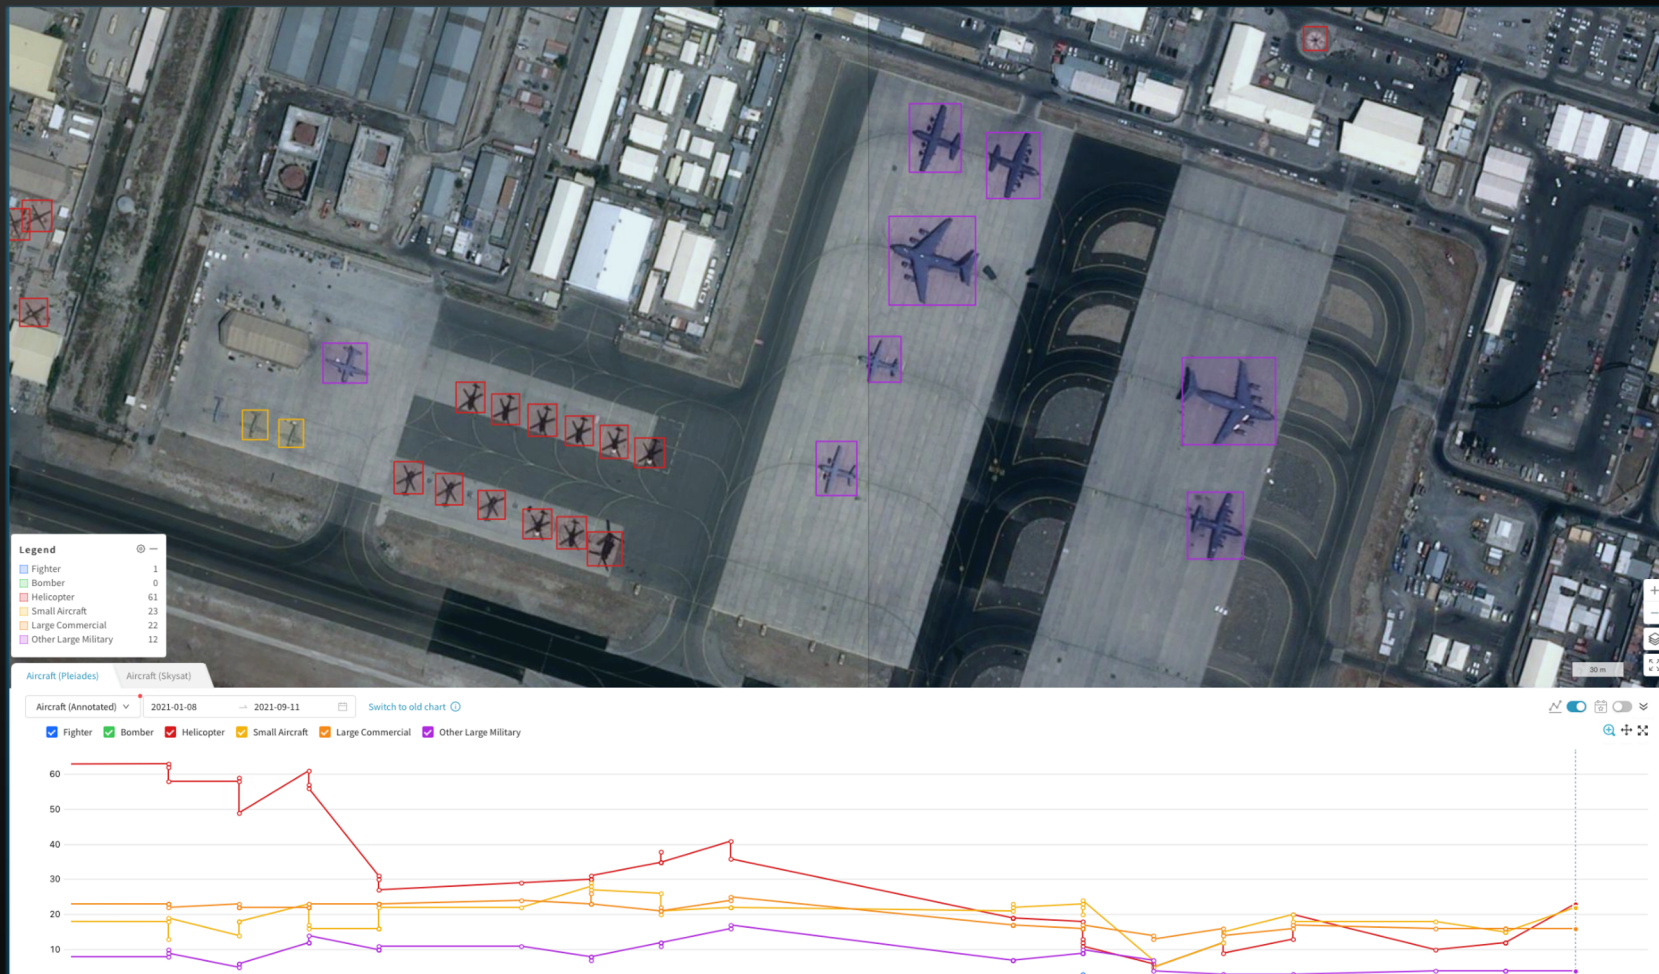 Legend
Fighter 1
Bomber 0
Helicopter 61
Small Aircraft 23
Large Commercial 22
Other Large Military 12
30 m
Aircraft (Pleiades) Aircraft (Skysat)
Aircraft (Annotated) 2021-01-08 → 2021-09-11 Switch to old chart
Fighter Bomber Helicopter Small Aircraft Large Commercial Other Large Military
60
50
40
30
20
10